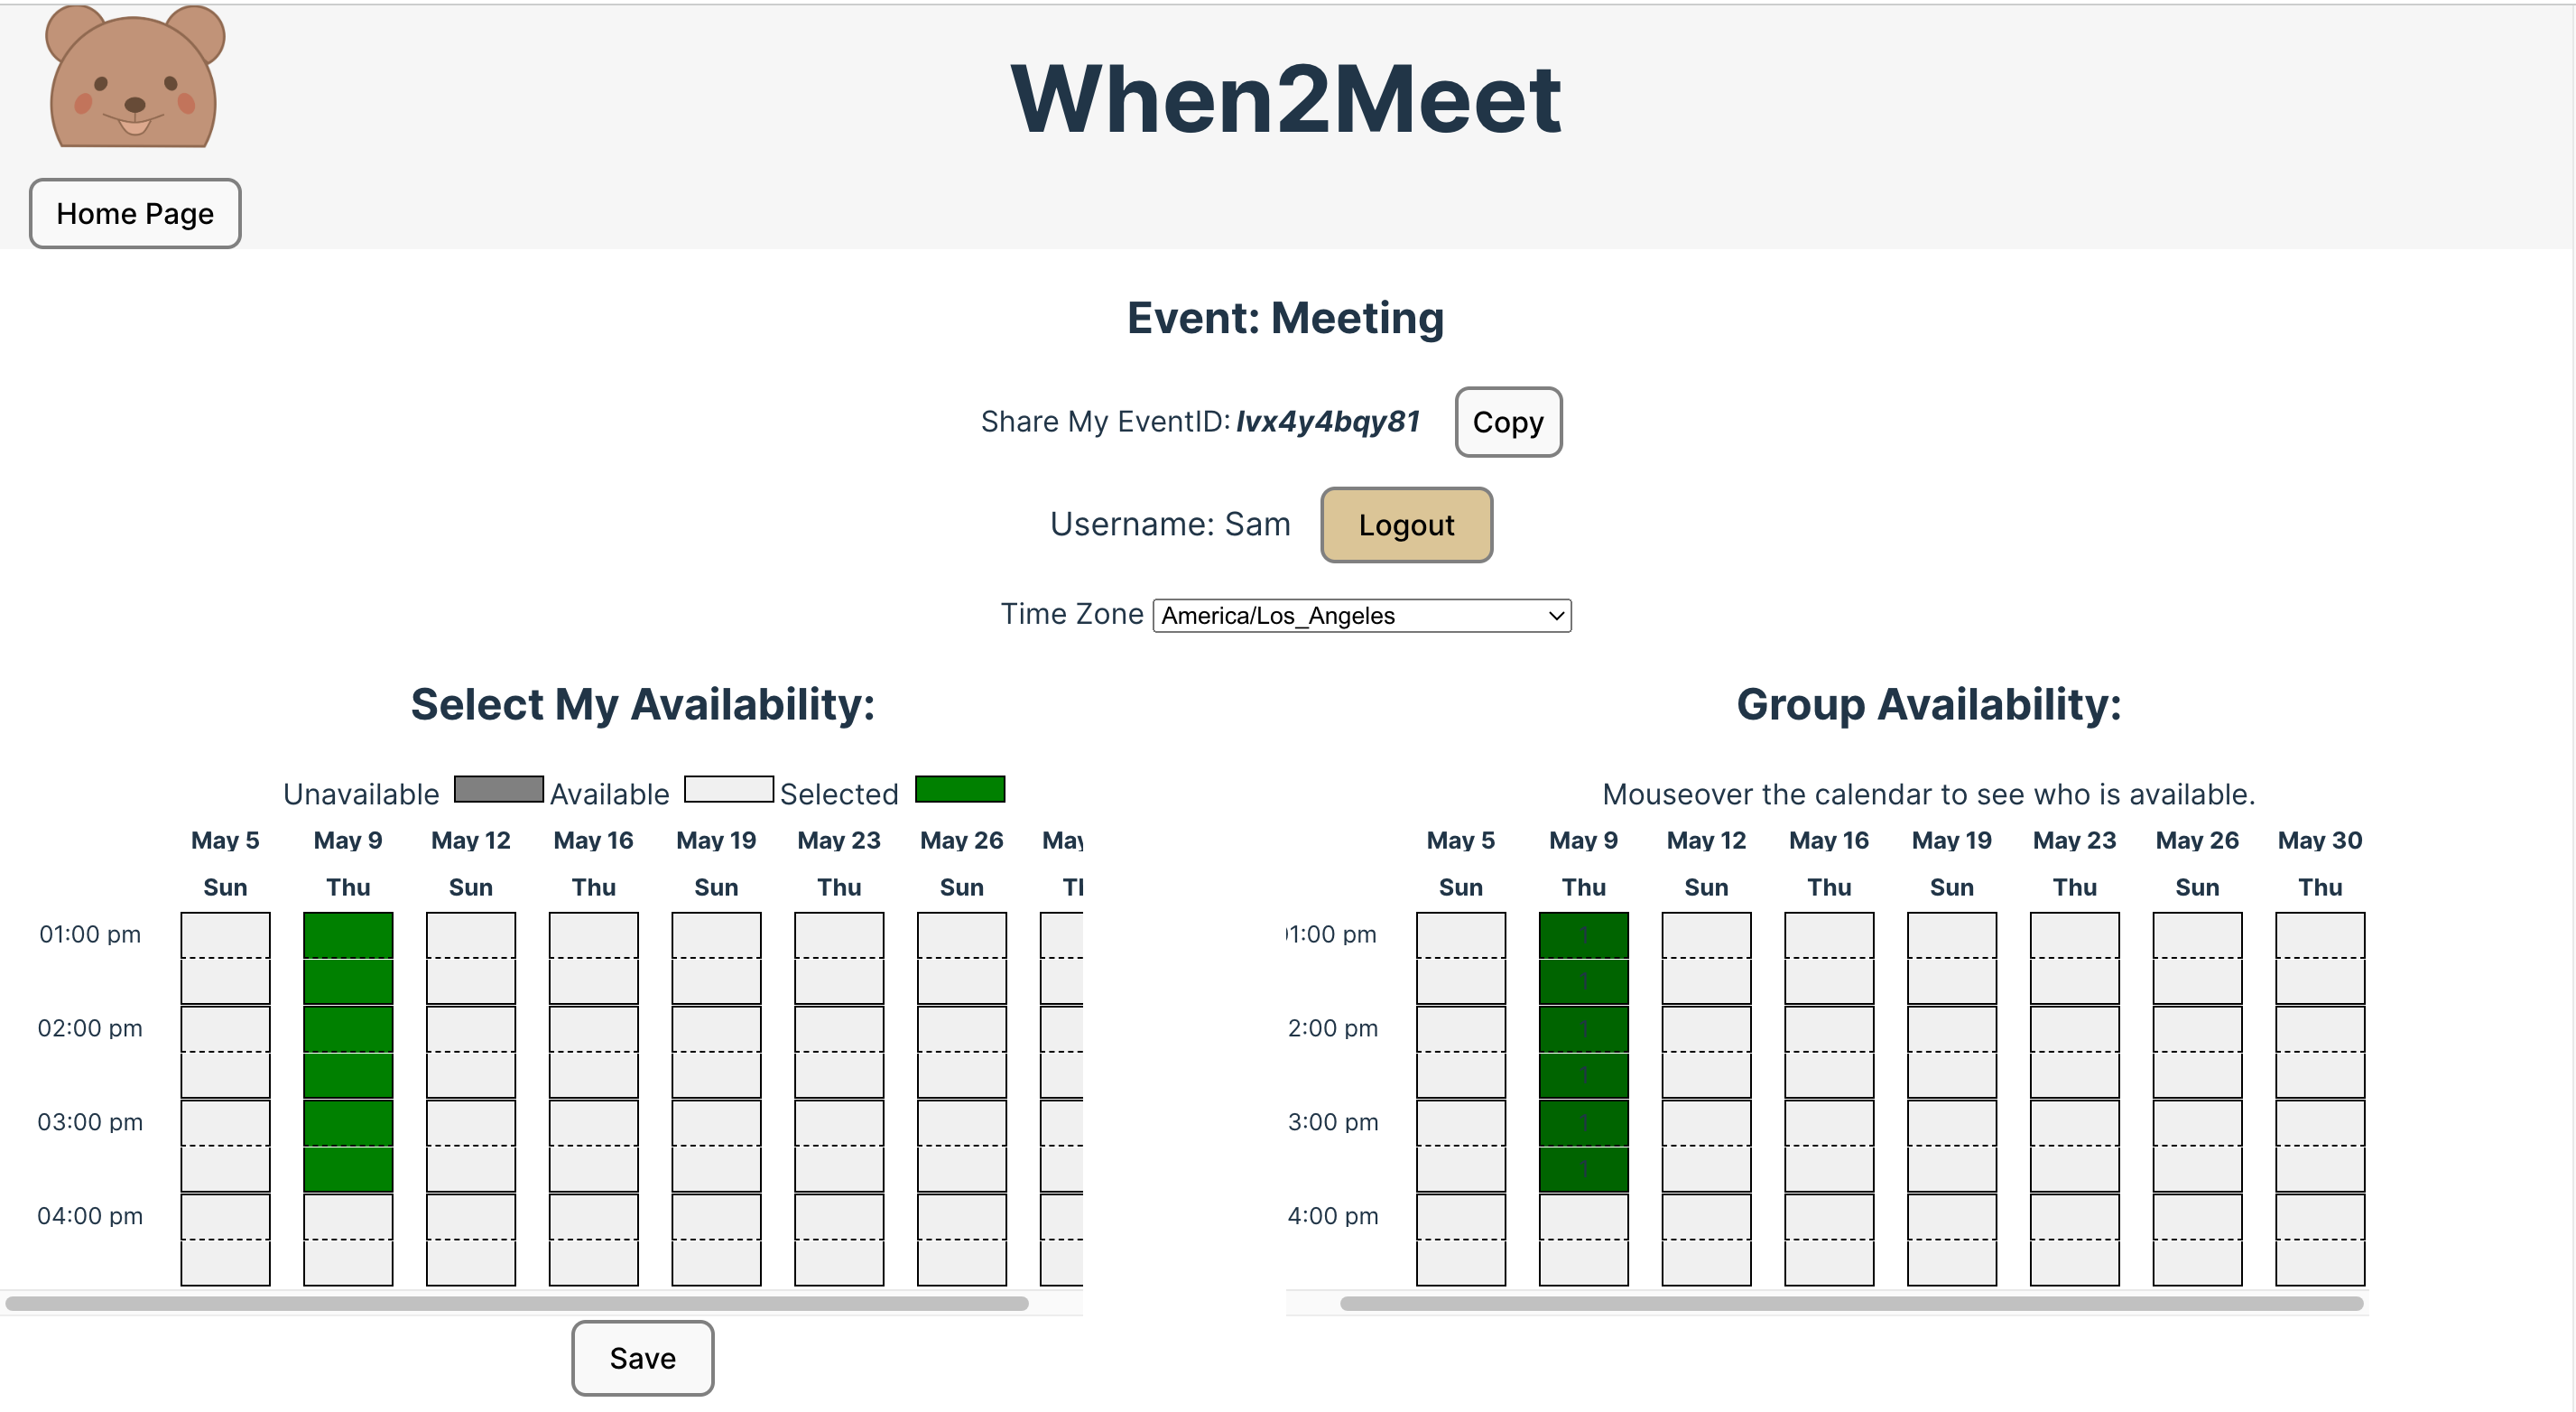 When2Meet
Home Page
Event: Meeting
Share My EventID: lvx4y4bqy81 Copy
Username: Sam Logout
Time Zone America/Los_Angeles
Select My Availability:
Unavailable Available Selected
May 5 May 9 May 12 May 16 May 19 May 23 May 26 May
Sun Thu Sun Thu Sun Thu Sun
01:00 pm
02:00 pm
03:00 pm
04:00 pm
Save
Group Availability:
Mouseover the calendar to see who is available.
May 5 May 9 May 12 May 16 May 19 May 23 May 26 May 30
Sun Thu Sun Thu Sun Thu Sun Thu
1:00 pm 1
1
2:00 pm 1
1
3:00 pm 1
1
4:00 pm